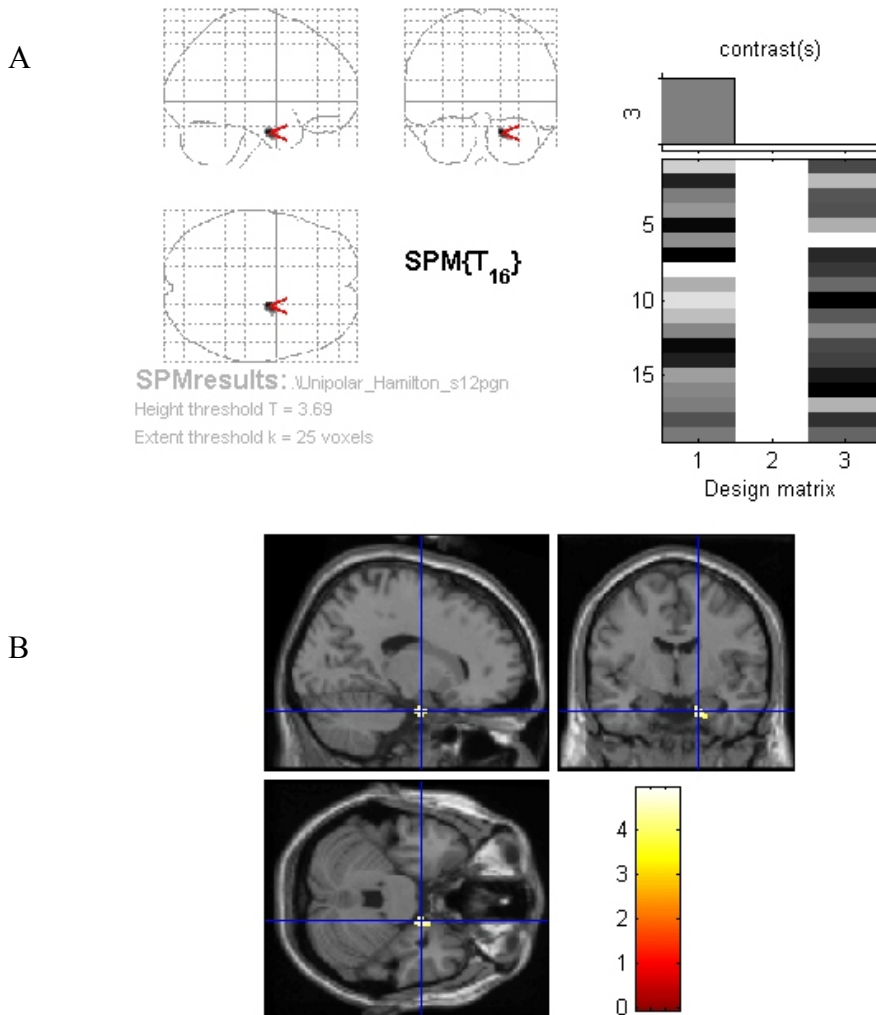 A
contrast(s)
3
SPM{T16}
SPMresults: .\Unipolar_Hamilton_s12pgn
Height threshold T = 3.69
Extent threshold k = 25 voxels
5
10
15
1 2 3
Design matrix
B
4
3
2
1
0